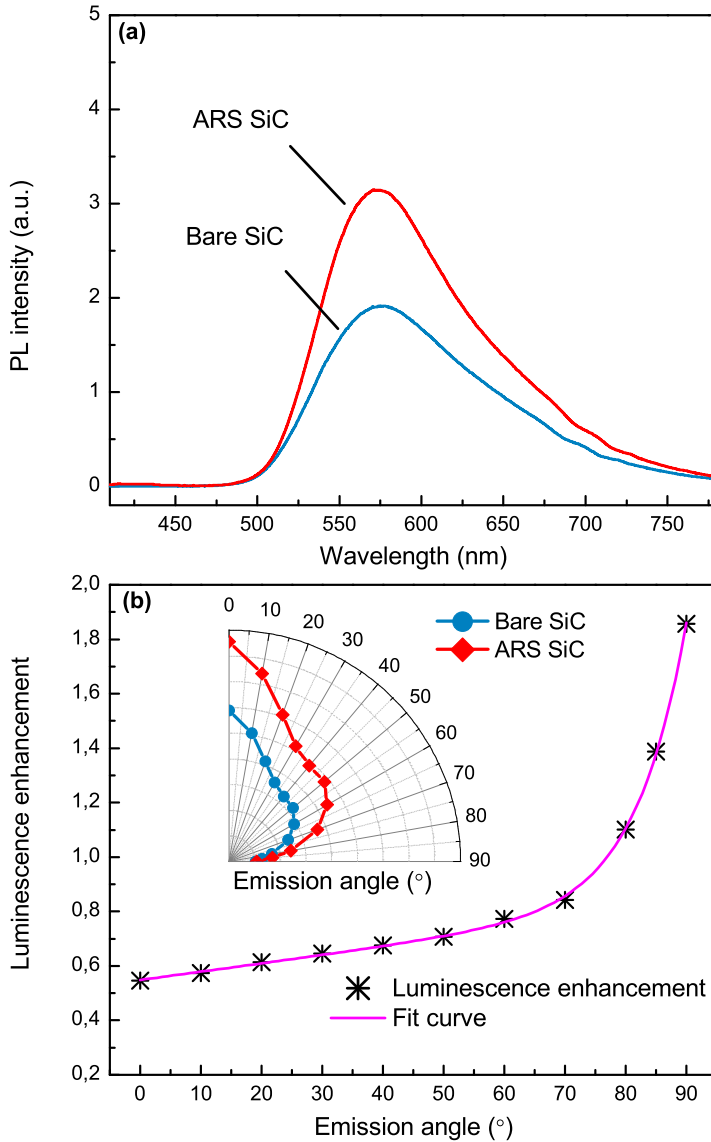 (a)
5
4
3
2
1
0
PL intensity (a.u.)
ARS SiC
Bare SiC
450 500 550 600 650 700 750
Wavelength (nm)
(b)
2,0
1,8
1,6
1,4
1,2
1,0
0,8
0,6
0,4
0,2
Luminescence enhancement
0 10 20 30 40 50 60 70 80 90
Emission angle (°)
Bare SiC
ARS SiC
Luminescence enhancement
Fit curve
0 10 20 30 40 50 60 70 80 90
Emission angle (°)